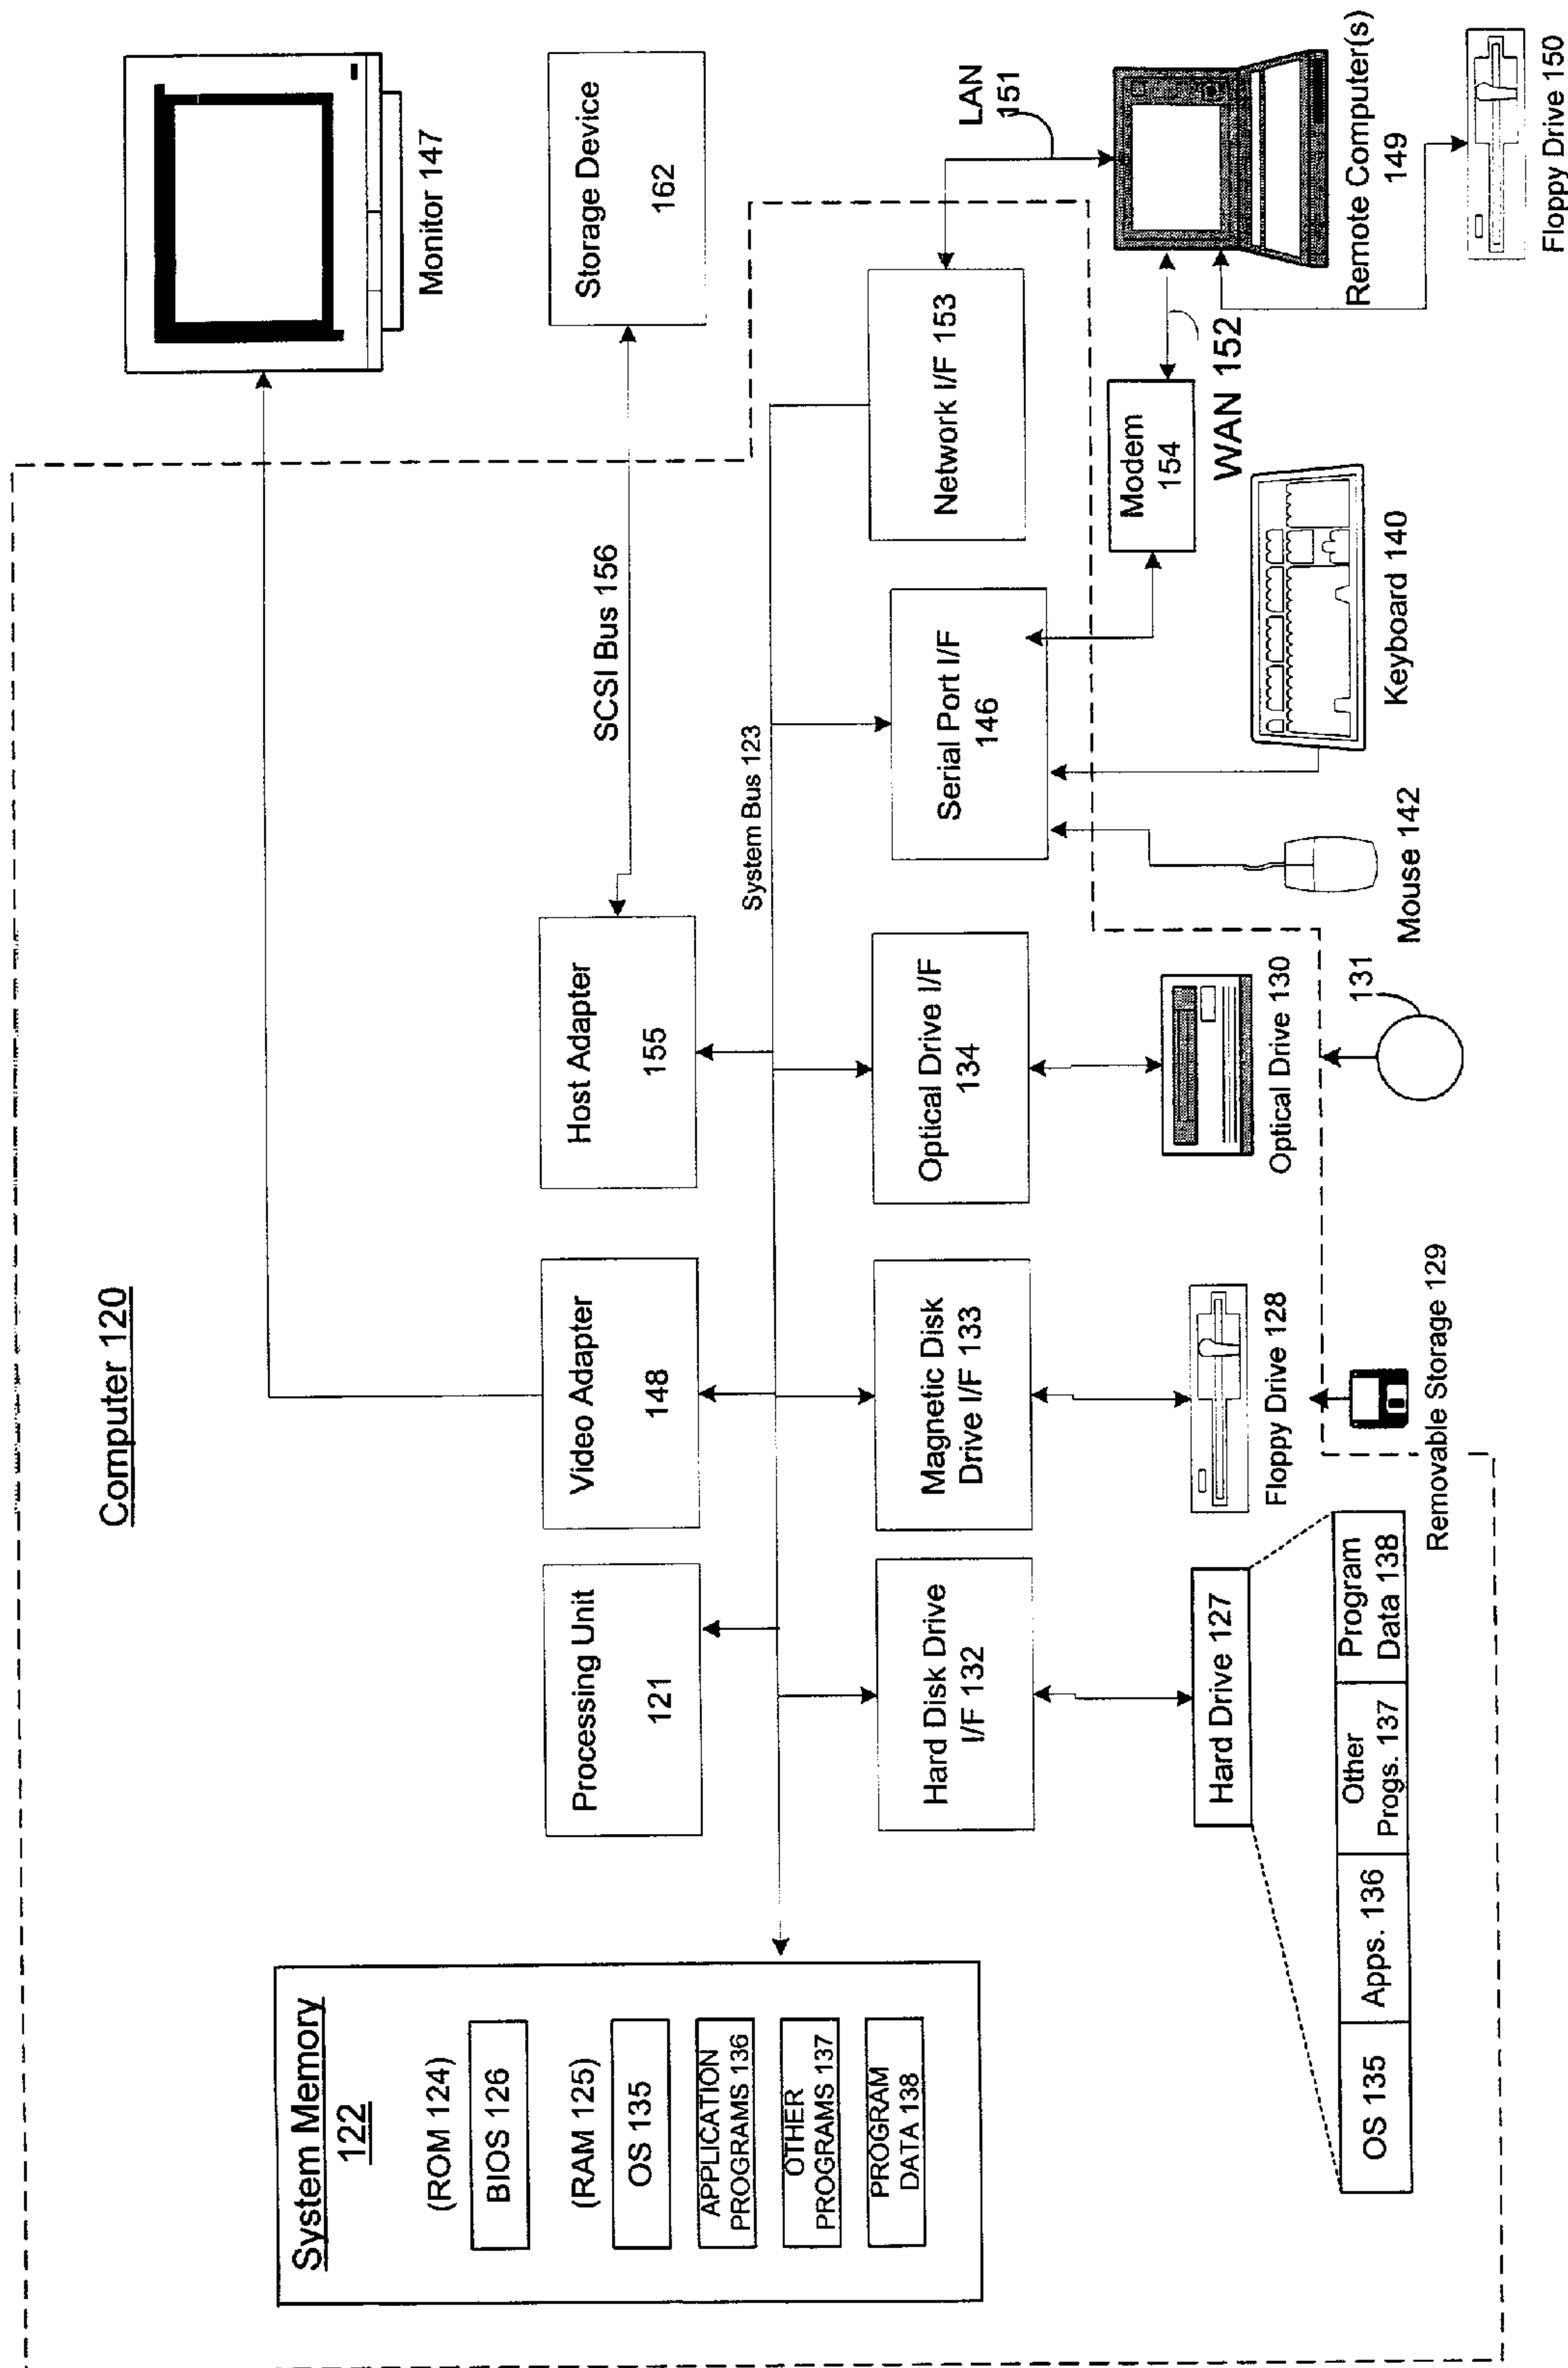 Computer 120
Monitor 147
System Memory
122
(ROM 124)
BIOS 126
(RAM 125)
OS 135
APPLICATION
PROGRAMS 136
OTHER
PROGRAMS 137
PROGRAM
DATA 138
Processing Unit
121
Video Adapter
148
Host Adapter
155
SCSI Bus 156
Storage Device
162
System Bus 123
Hard Disk Drive
I/F 132
Magnetic Disk
Drive I/F 133
Optical Drive I/F
134
Serial Port I/F
146
Network I/F 153
LAN
151
Modem
154
WAN 152
Remote Computer(s)
149
Floppy Drive 150
Hard Drive 127
Floppy Drive 128
Optical Drive 130
Keyboard 140
Mouse 142
131
Removable Storage 129
OS 135
Apps. 136
Other
Progs. 137
Program
Data 138